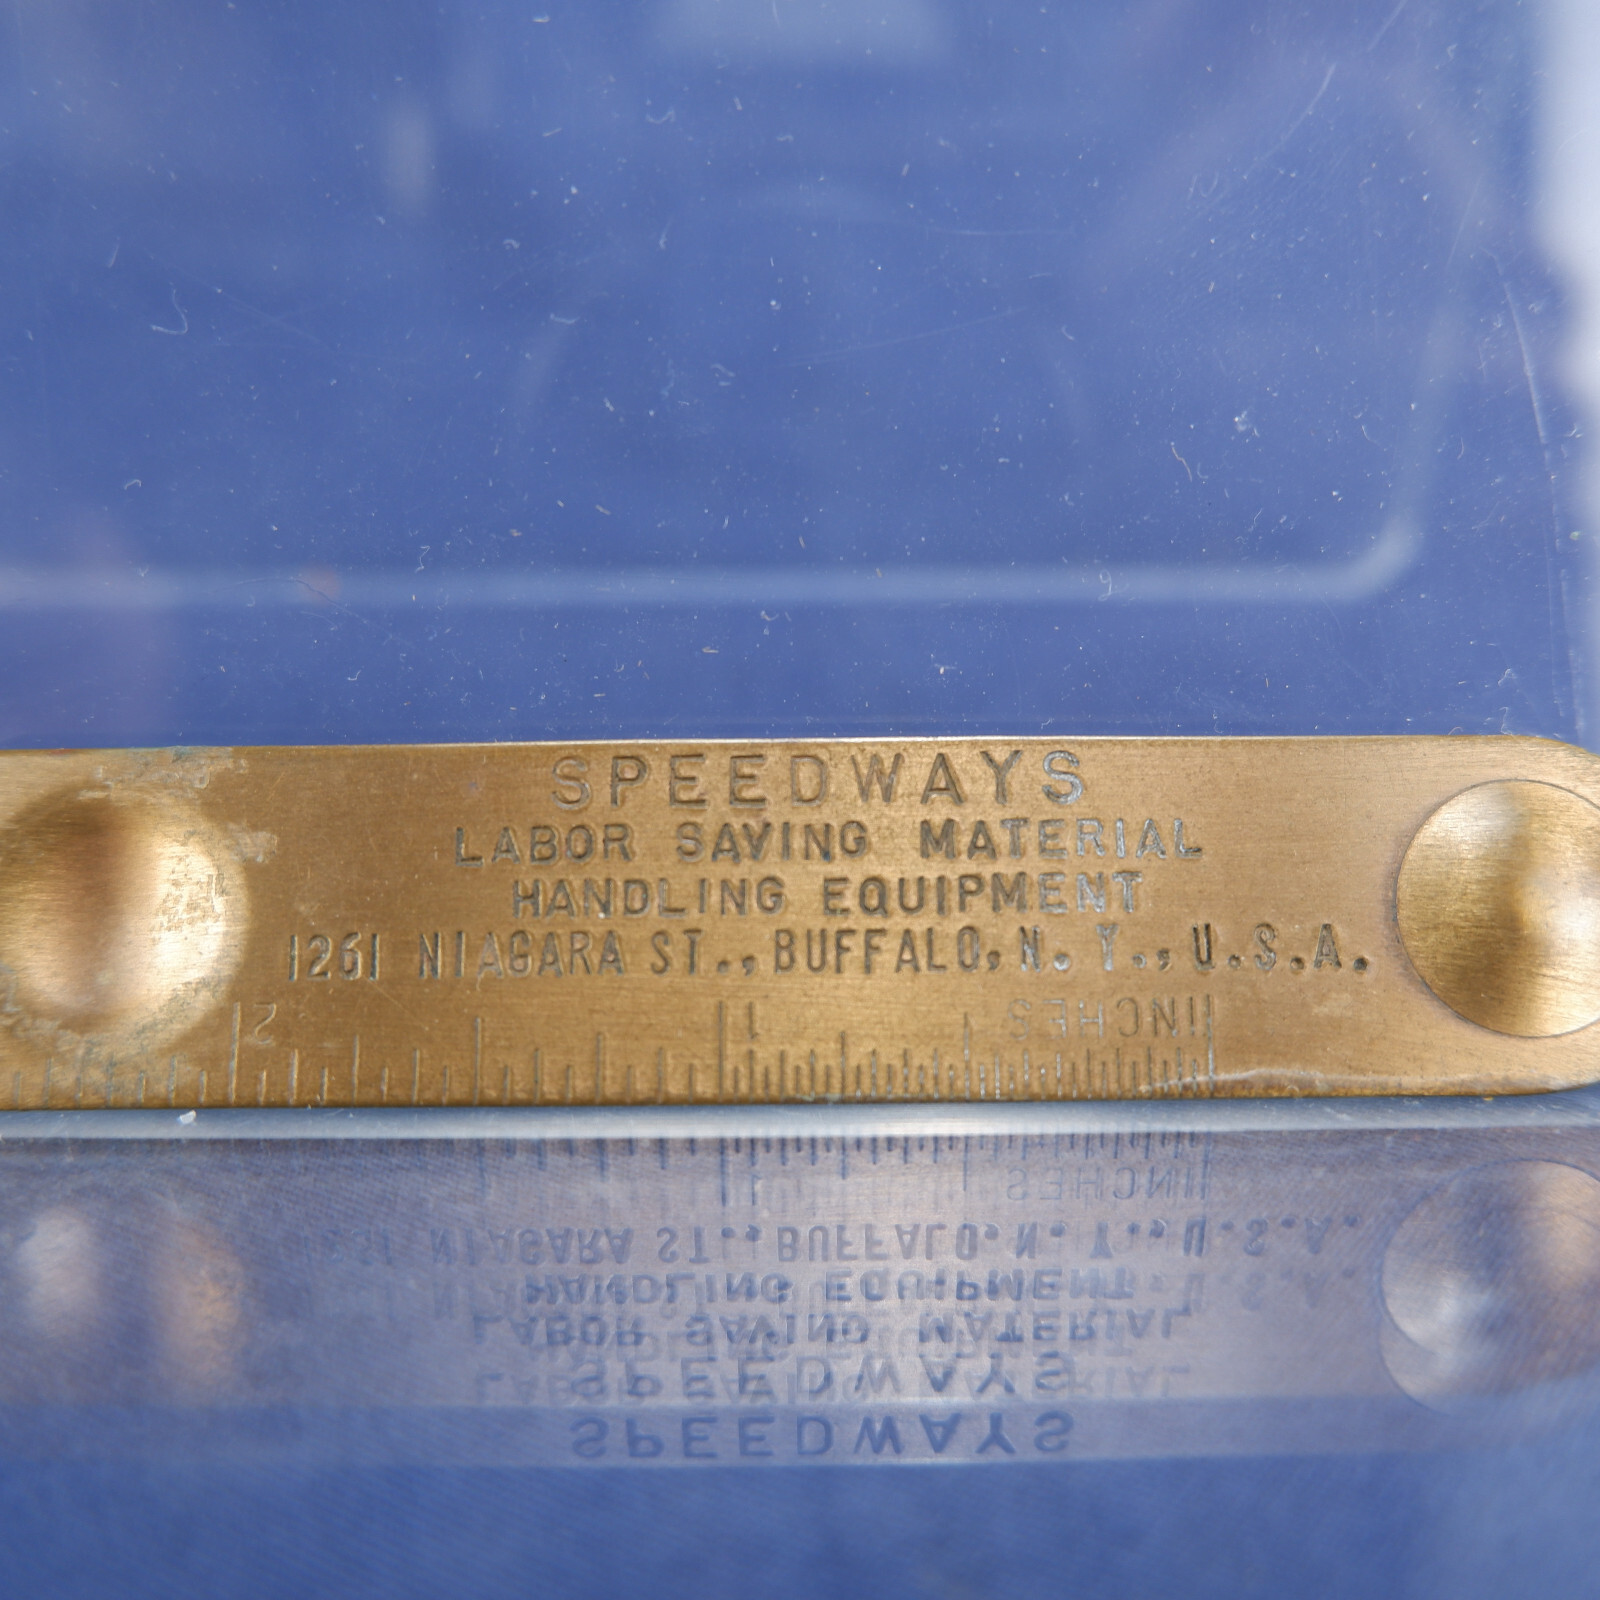 SPEEDWAYS
LABOR SAVING MATERIAL
HANDLING EQUIPMENT
1261 NIAGARA ST., BUFFALO, N. Y., U.S.A.
INCHES
1
2